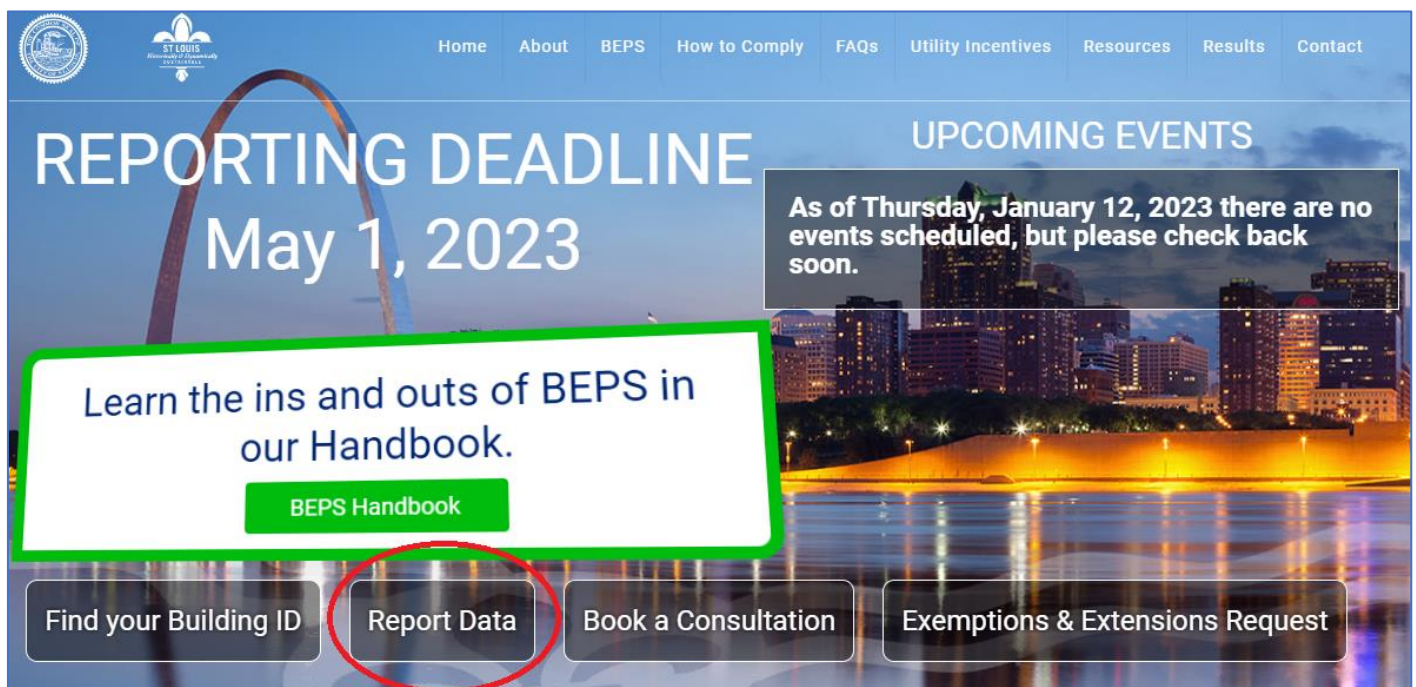 ST LOUIS
Historically & Dynamically
SUSTAINABLE
Home About BEPS How to Comply FAQs Utility Incentives Resources Results Contact
REPORTING DEADLINE
May 1, 2023
UPCOMING EVENTS
As of Thursday, January 12, 2023 there are no
events scheduled, but please check back
soon.
Learn the ins and outs of BEPS in
our Handbook.
BEPS Handbook
Find your Building ID
Report Data
Book a Consultation
Exemptions & Extensions Request